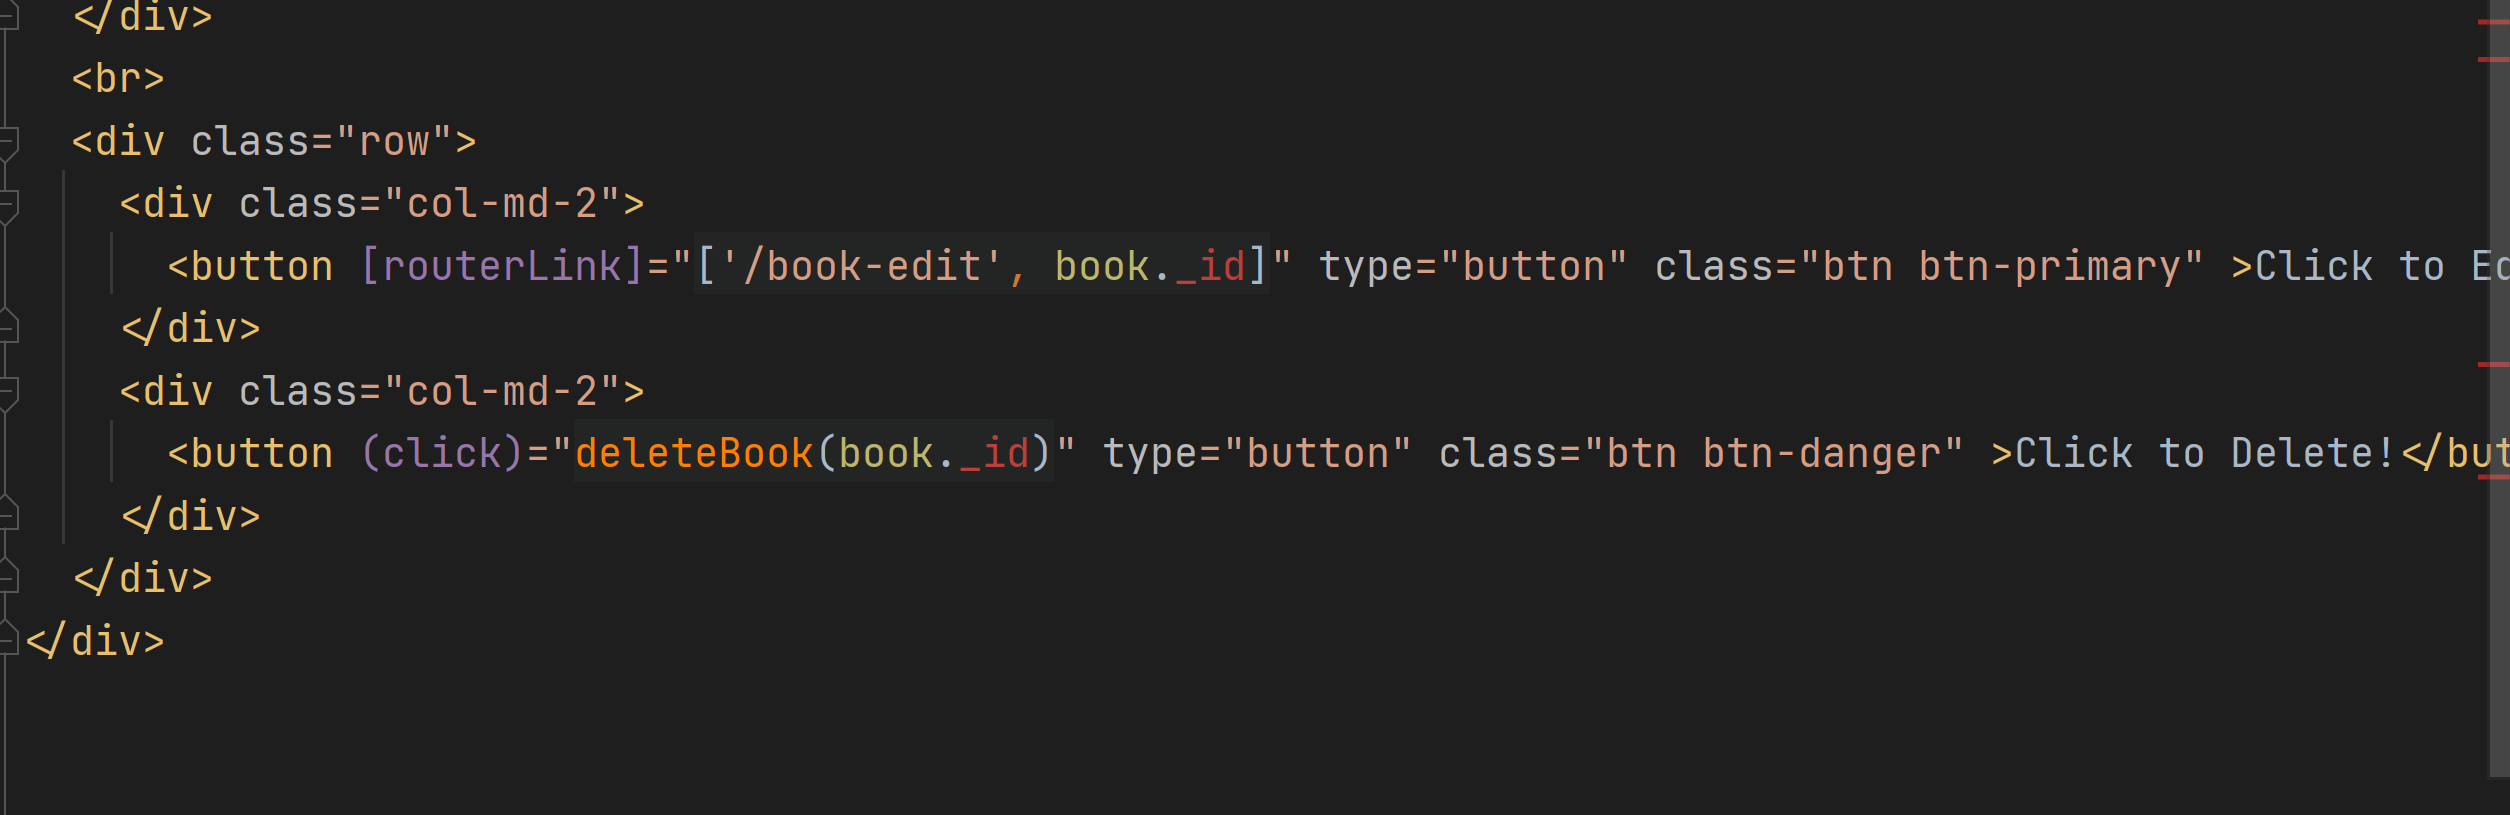 </div>
<br>
<div class="row">
<div class="col-md-2">
<button [routerLink]="['/book-edit', book._id]" type="button" class="btn btn-primary" >Click to Ed
</div>
<div class="col-md-2">
<button (click)="deleteBook(book._id)" type="button" class="btn btn-danger" >Click to Delete!</but
</div>
</div>
</div>